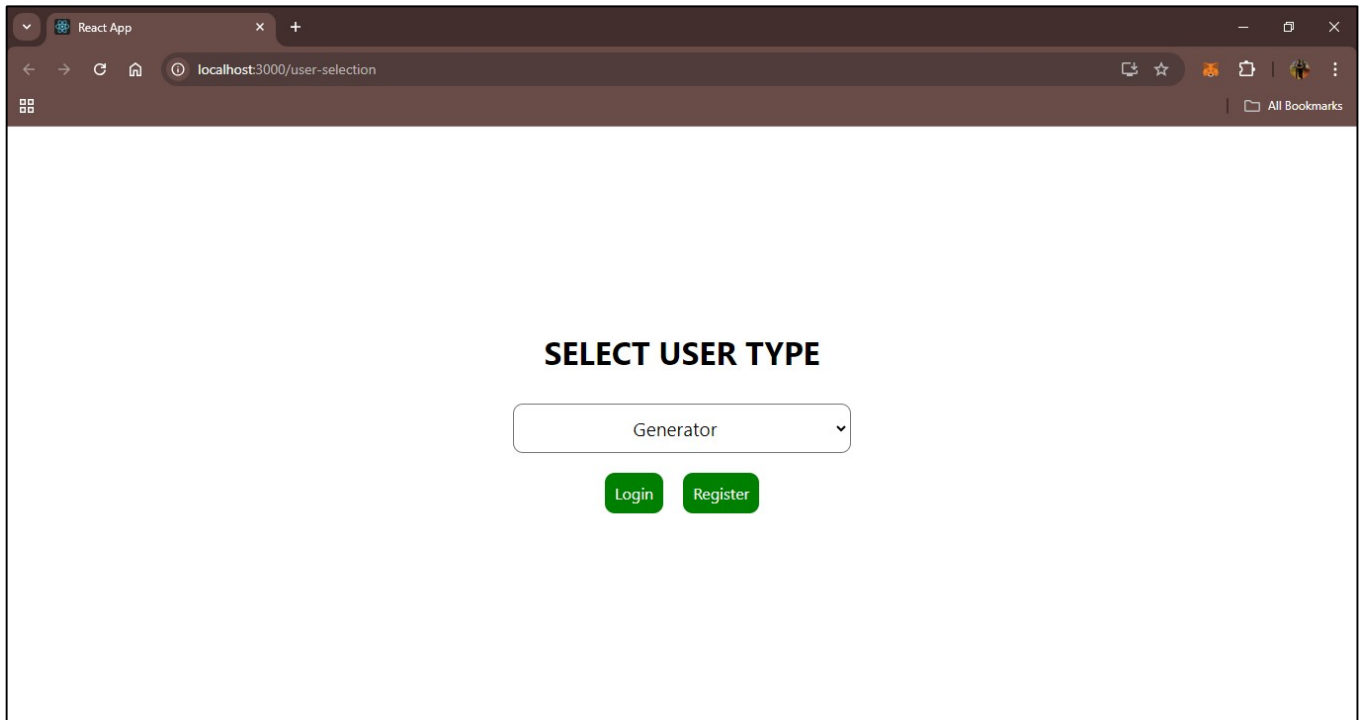 React App
localhost:3000/user-selection
All Bookmarks
SELECT USER TYPE
Generator
Login Register